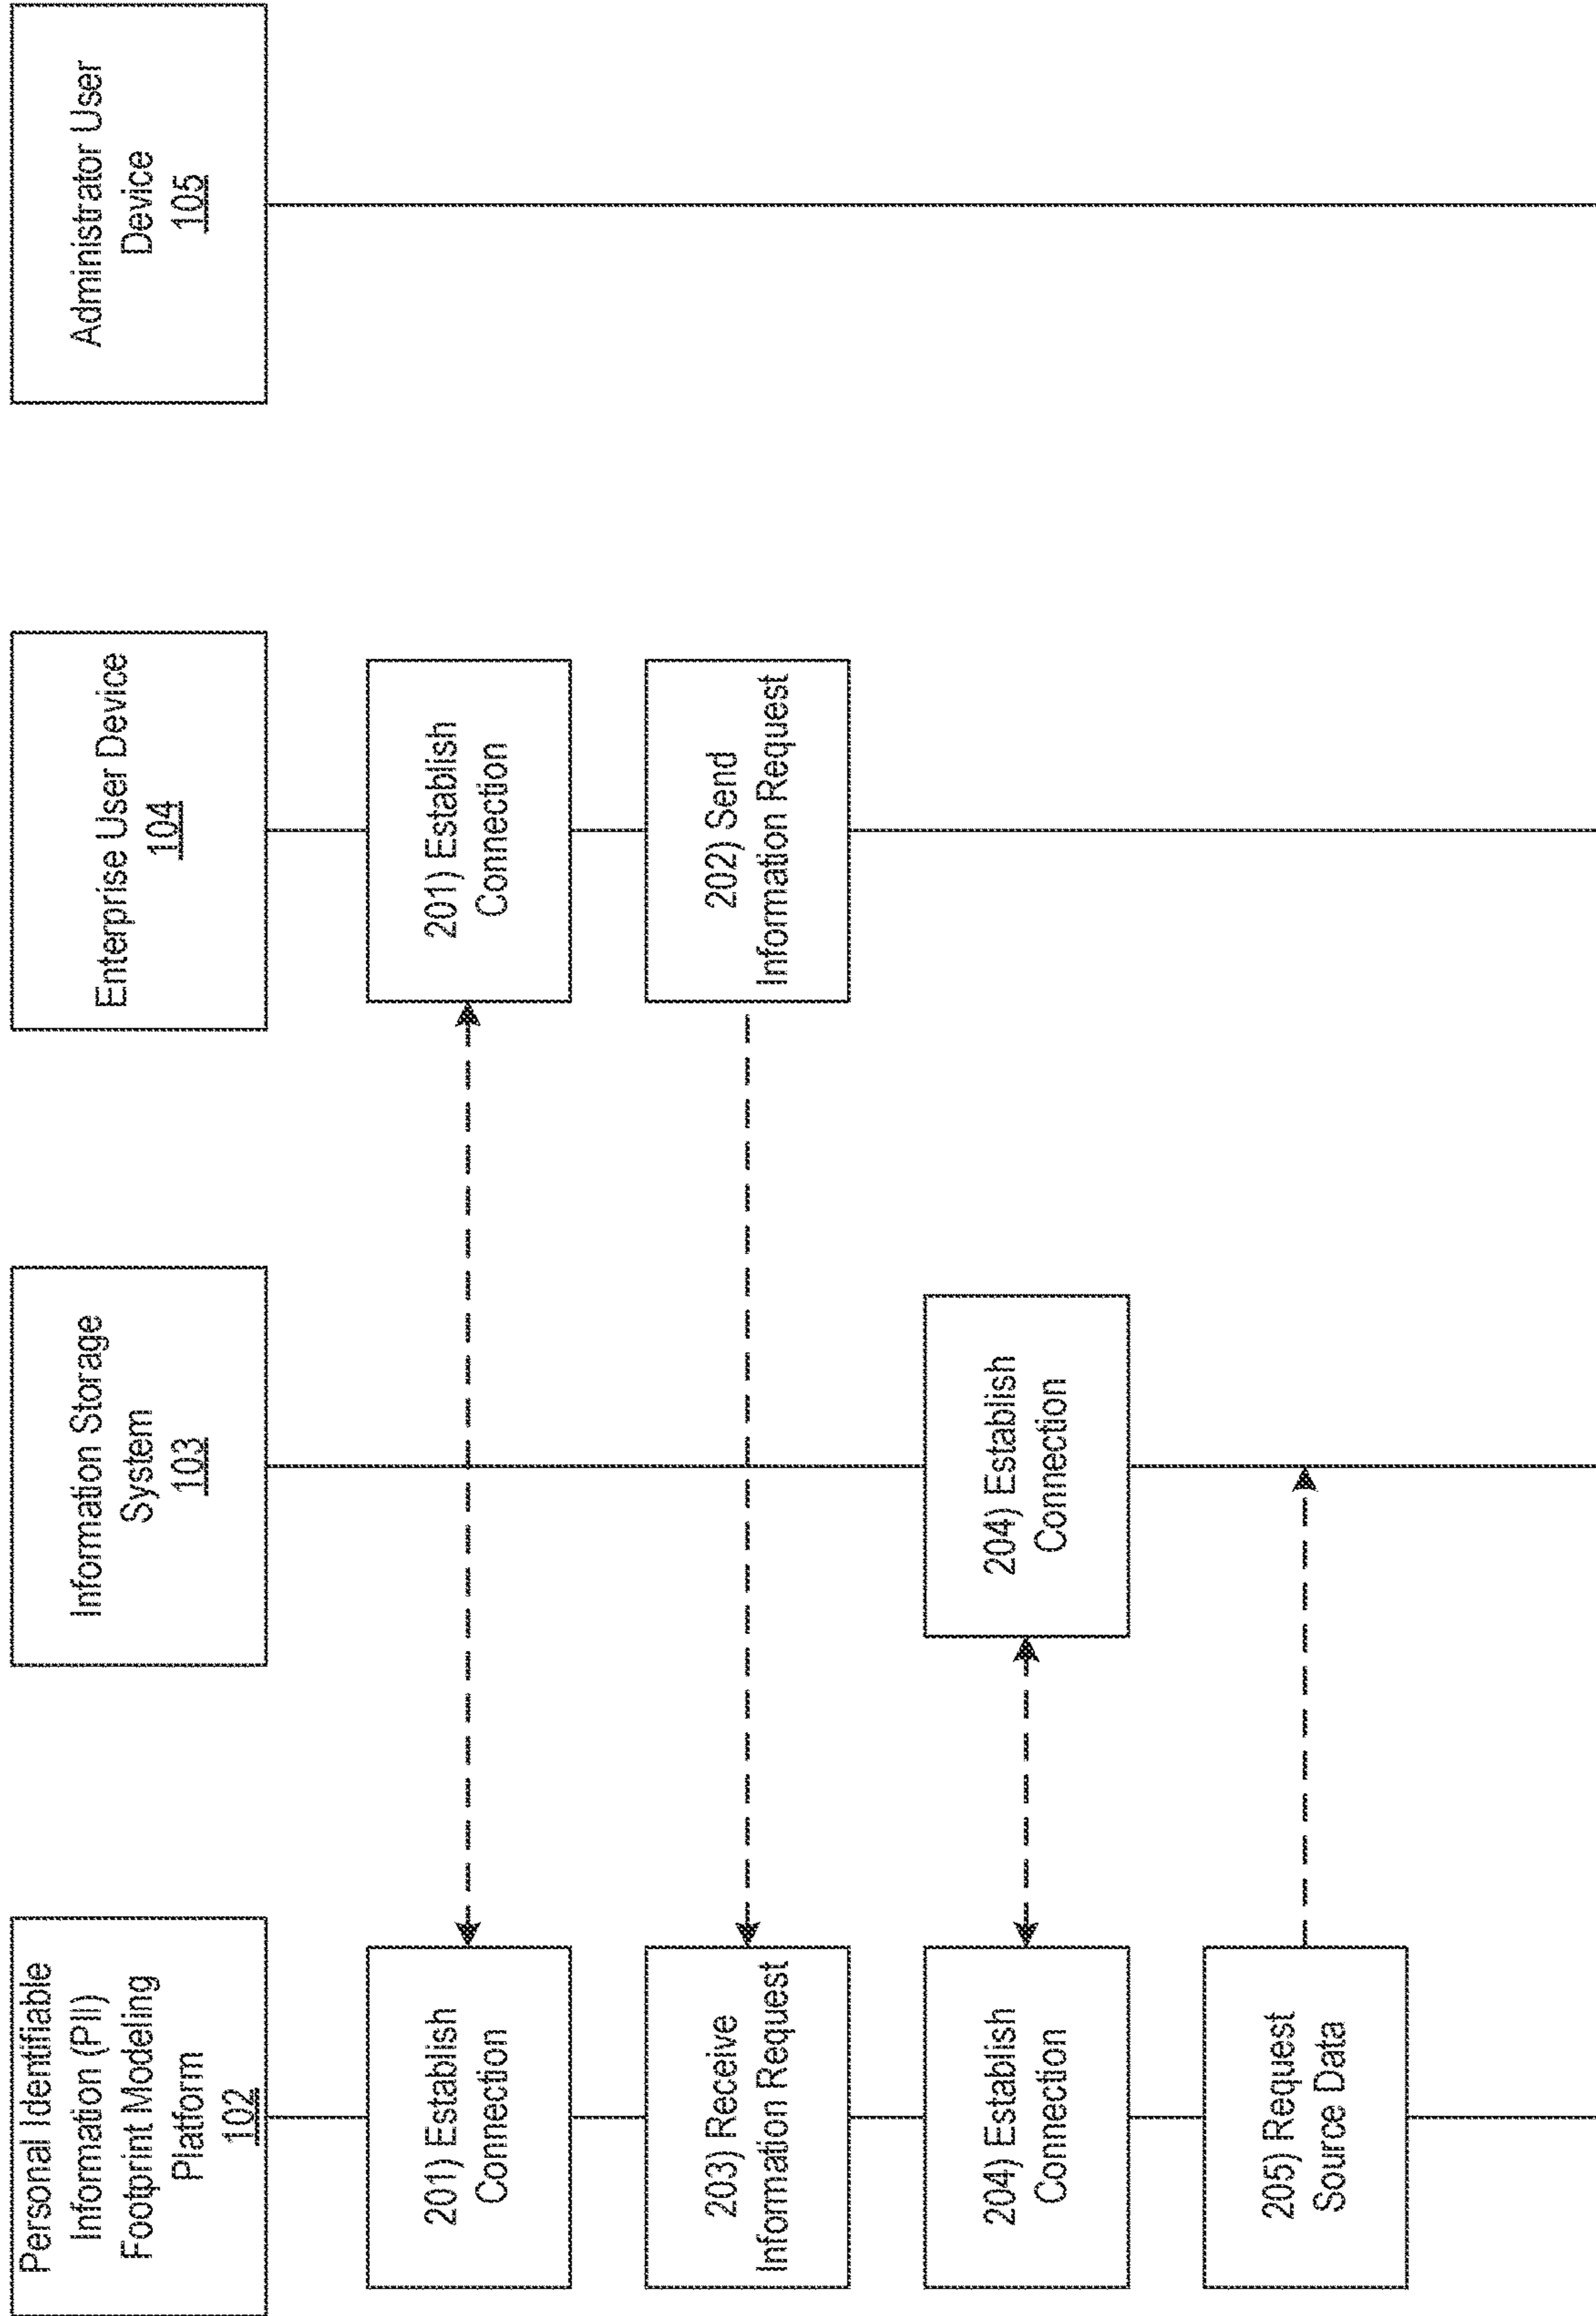 Personal Identifiable
Information (PII)
Footprint Modeling
Platform
102
Information Storage
System
103
Enterprise User Device
104
Administrator User
Device
105
201) Establish
Connection
201) Establish
Connection
203) Receive
Information Request
202) Send
Information Request
204) Establish
Connection
204) Establish
Connection
205) Request
Source Data